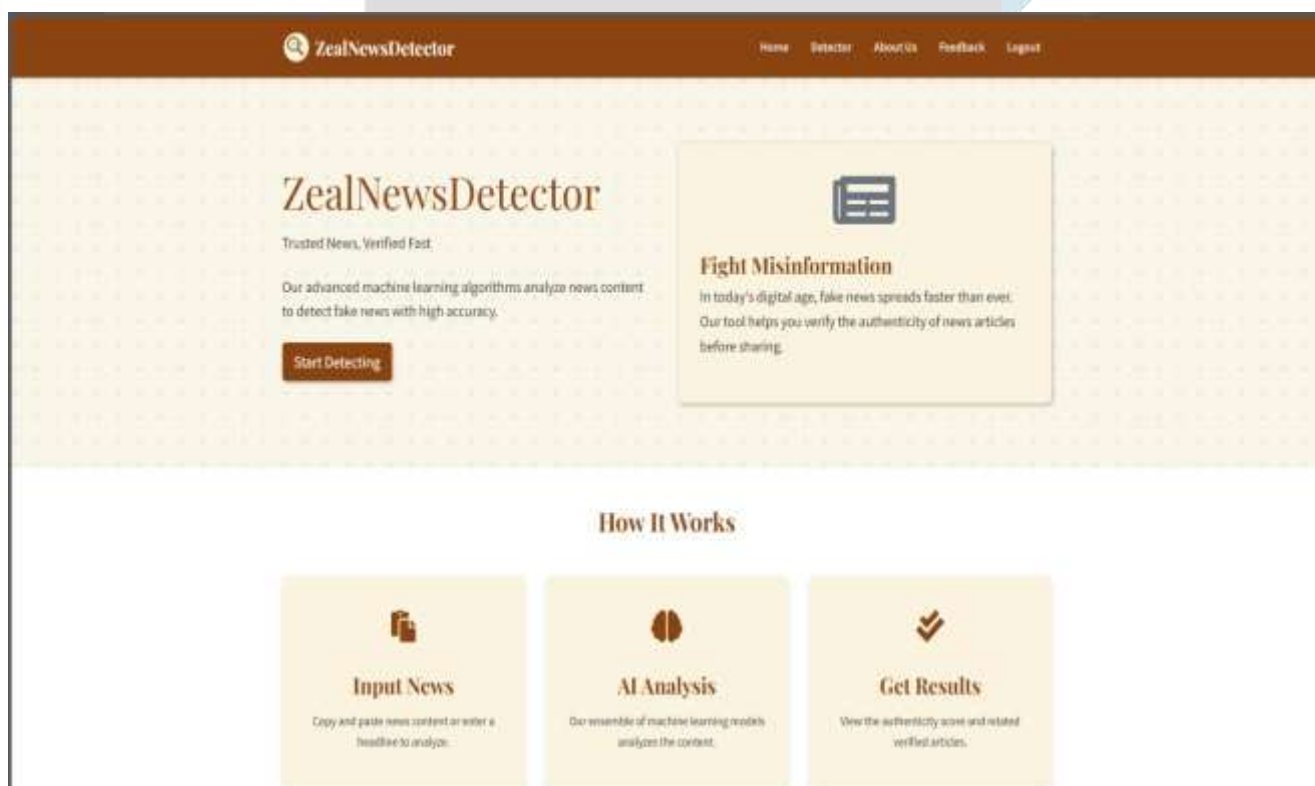 ZealNewsDetector
Home Detector About Us Feedback Logout
ZealNewsDetector
Trusted News, Verified Fast
Our advanced machine learning algorithms analyze news content
to detect fake news with high accuracy.
Start Detecting
Fight Misinformation
In today's digital age, fake news spreads faster than ever.
Our tool helps you verify the authenticity of news articles
before sharing.
How It Works
Input News
Copy and paste news content or enter a
headline to analyze.
AI Analysis
Our ensemble of machine learning models
analyzes the content.
Get Results
View the authenticity score and related
verified articles.